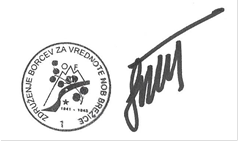 ZDRUŽENJE BORCEV ZA VREDNOTE NOB BREŽICE
OF
1941 - 1945
1